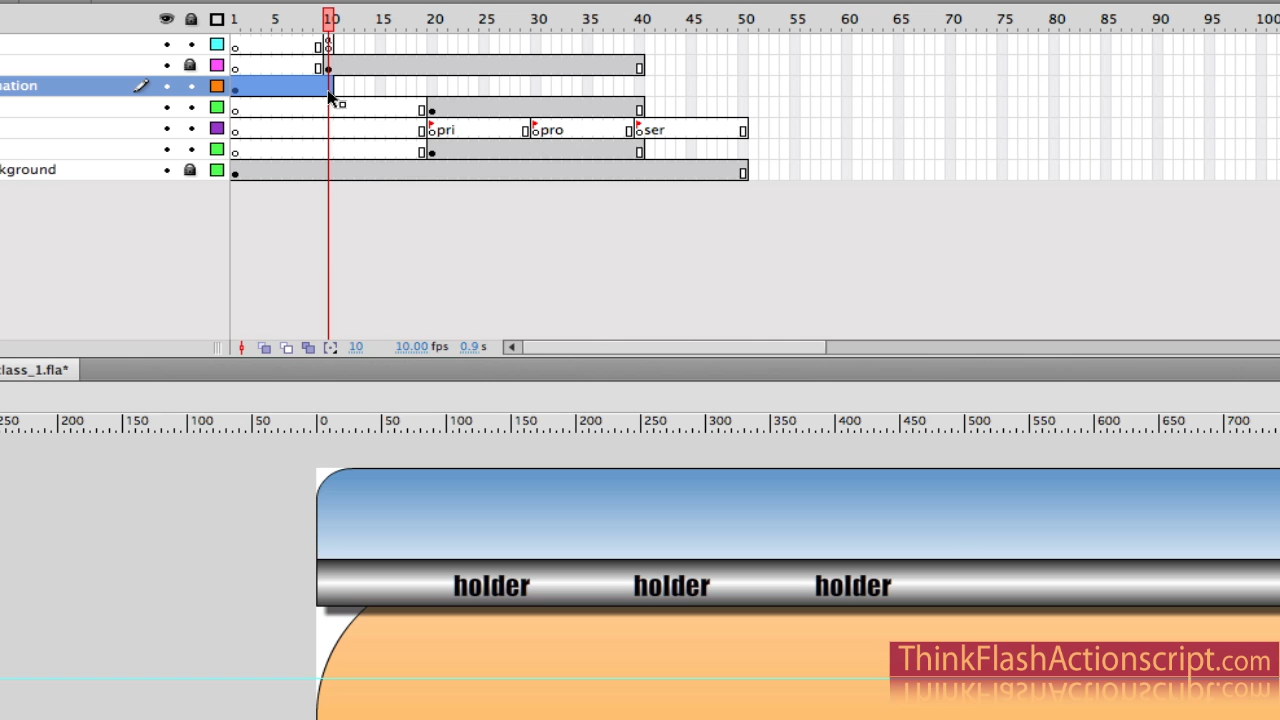 1 5 10 15 20 25 30 35 40 45 50 55 60 65 70 75 80 85 90 95 100
ation
pri pro ser
kground
10 10.00 fps 0.9 s
class_1.fla*
250 200 150 100 50 0 50 100 150 200 250 300 350 400 450 500 550 600 650 700
holder holder holder
ThinkFlashActionscript.com